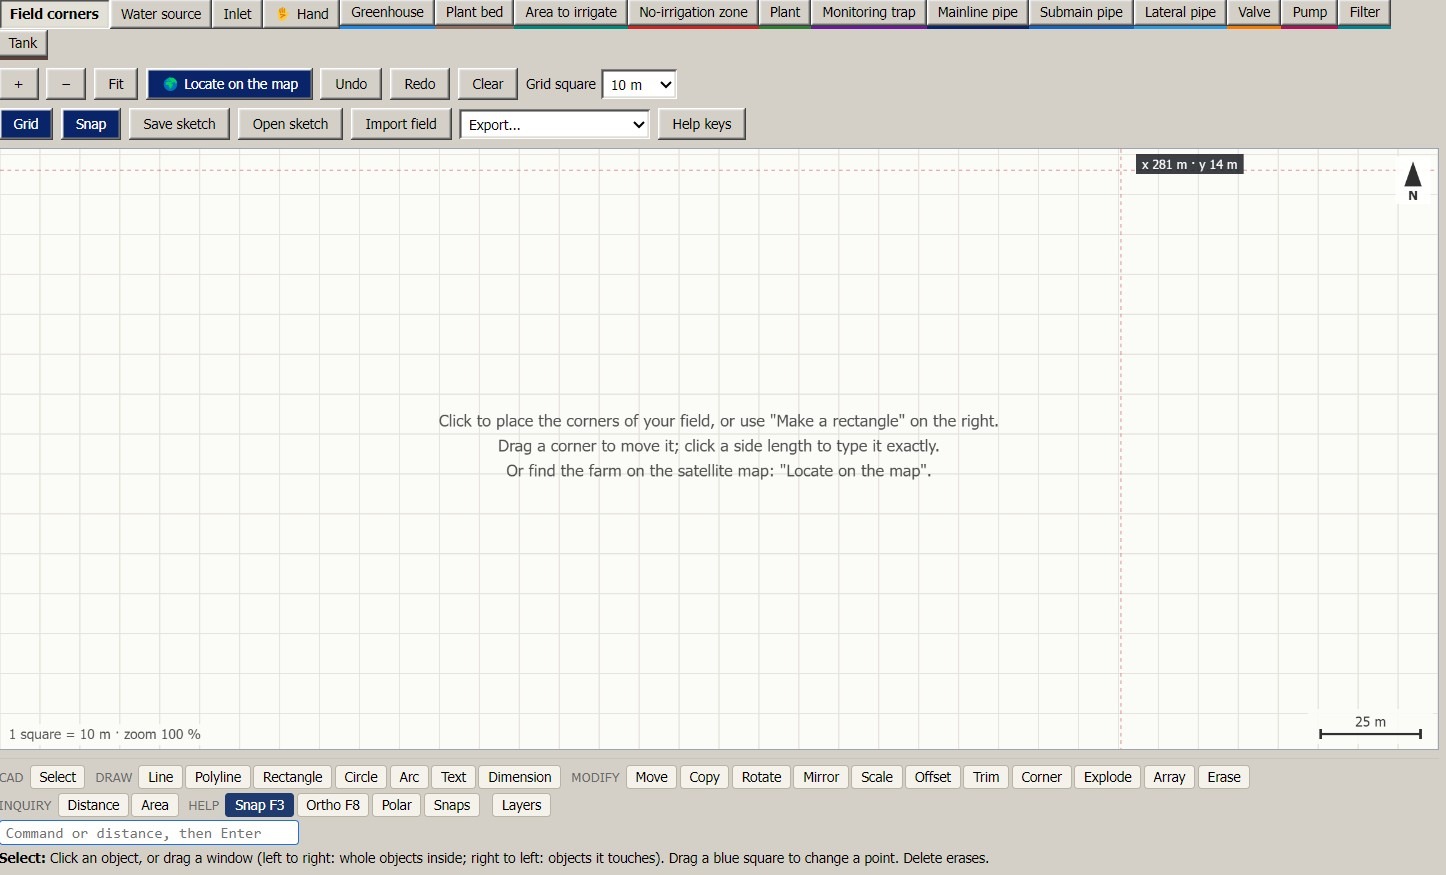 Field corners Water source Inlet Hand Greenhouse Plant bed Area to irrigate No-irrigation zone Plant Monitoring trap Mainline pipe Submain pipe Lateral pipe Valve Pump Filter
Tank
+ − Fit Locate on the map Undo Redo Clear Grid square 10 m
Grid Snap Save sketch Open sketch Import field Export... Help keys
x 281 m · y 14 m
N
Click to place the corners of your field, or use "Make a rectangle" on the right.
Drag a corner to move it; click a side length to type it exactly.
Or find the farm on the satellite map: "Locate on the map".
25 m
1 square = 10 m · zoom 100 %
CAD Select DRAW Line Polyline Rectangle Circle Arc Text Dimension MODIFY Move Copy Rotate Mirror Scale Offset Trim Corner Explode Array Erase
INQUIRY Distance Area HELP Snap F3 Ortho F8 Polar Snaps Layers
Command or distance, then Enter
Select: Click an object, or drag a window (left to right: whole objects inside; right to left: objects it touches). Drag a blue square to change a point. Delete erases.